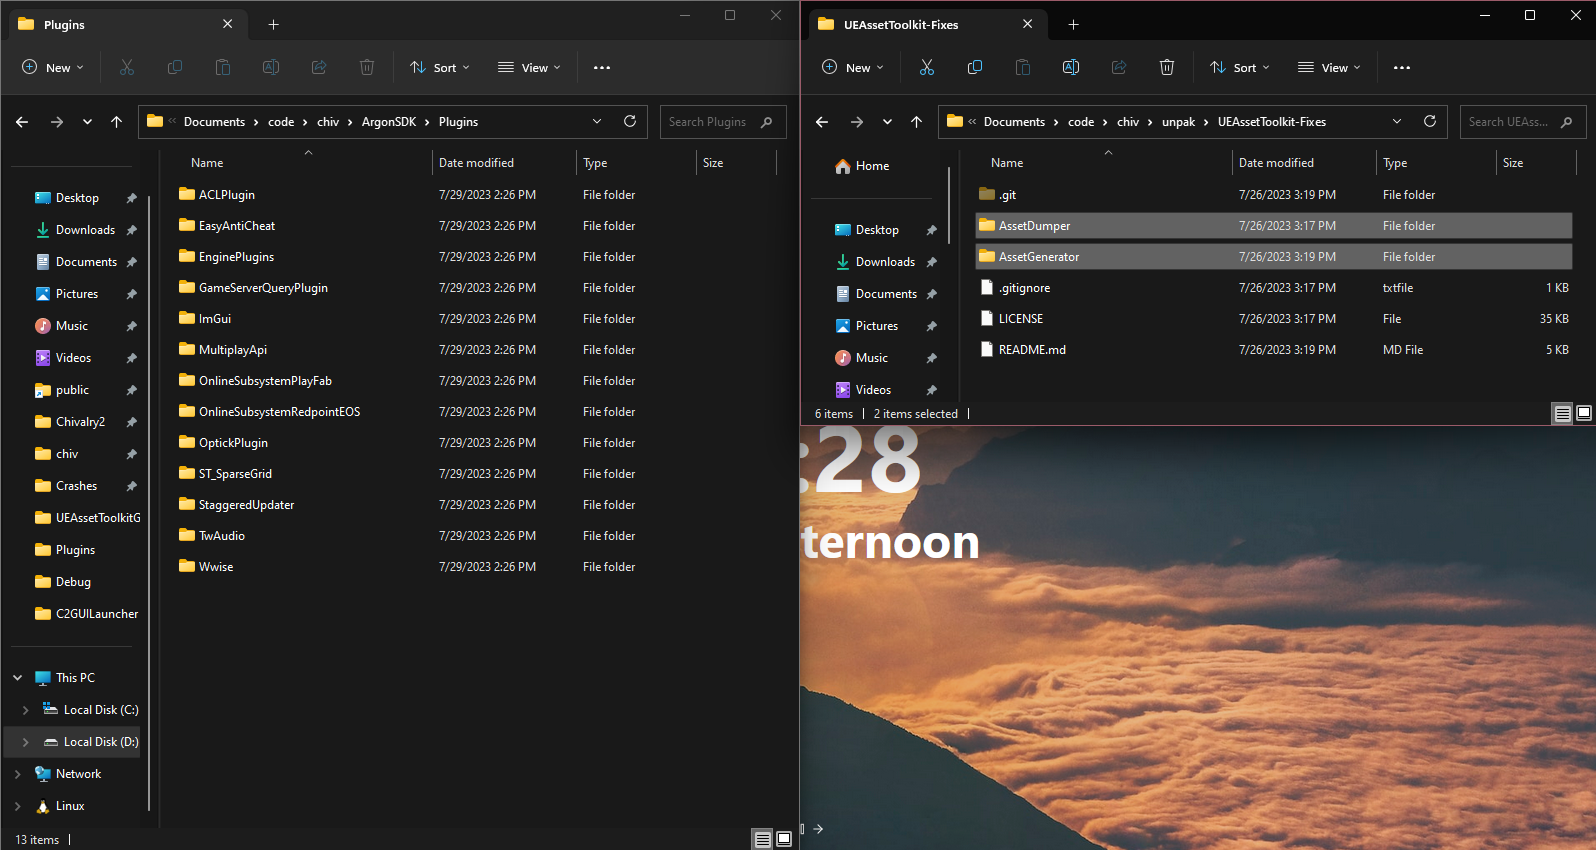 Plugins
New
Sort
View
Documents > code > chiv > ArgonSDK > Plugins
Search Plugins
Desktop
Downloads
Documents
Pictures
Music
Videos
public
Chivalry2
chiv
Crashes
UEAssetToolkitG
Plugins
Debug
C2GUILauncher
This PC
Local Disk (C:)
Local Disk (D:)
Network
Linux
Name Date modified Type Size
ACLPlugin 7/29/2023 2:26 PM File folder
EasyAntiCheat 7/29/2023 2:26 PM File folder
EnginePlugins 7/29/2023 2:26 PM File folder
GameServerQueryPlugin 7/29/2023 2:26 PM File folder
ImGui 7/29/2023 2:26 PM File folder
MultiplayApi 7/29/2023 2:26 PM File folder
OnlineSubsystemPlayFab 7/29/2023 2:26 PM File folder
OnlineSubsystemRedpointEOS 7/29/2023 2:26 PM File folder
OptickPlugin 7/29/2023 2:26 PM File folder
ST_SparseGrid 7/29/2023 2:26 PM File folder
StaggeredUpdater 7/29/2023 2:26 PM File folder
TwAudio 7/29/2023 2:26 PM File folder
Wwise 7/29/2023 2:26 PM File folder
13 items
UEAssetToolkit-Fixes
New
Sort
View
Documents > code > chiv > unpak > UEAssetToolkit-Fixes
Search UEAss...
Home
Desktop
Downloads
Documents
Pictures
Music
Videos
Name Date modified Type Size
.git 7/26/2023 3:19 PM File folder
AssetDumper 7/26/2023 3:17 PM File folder
AssetGenerator 7/26/2023 3:19 PM File folder
.gitignore 7/26/2023 3:17 PM txtfile 1 KB
LICENSE 7/26/2023 3:17 PM File 35 KB
README.md 7/26/2023 3:19 PM MD File 5 KB
6 items
2 items selected
:28
ternoon